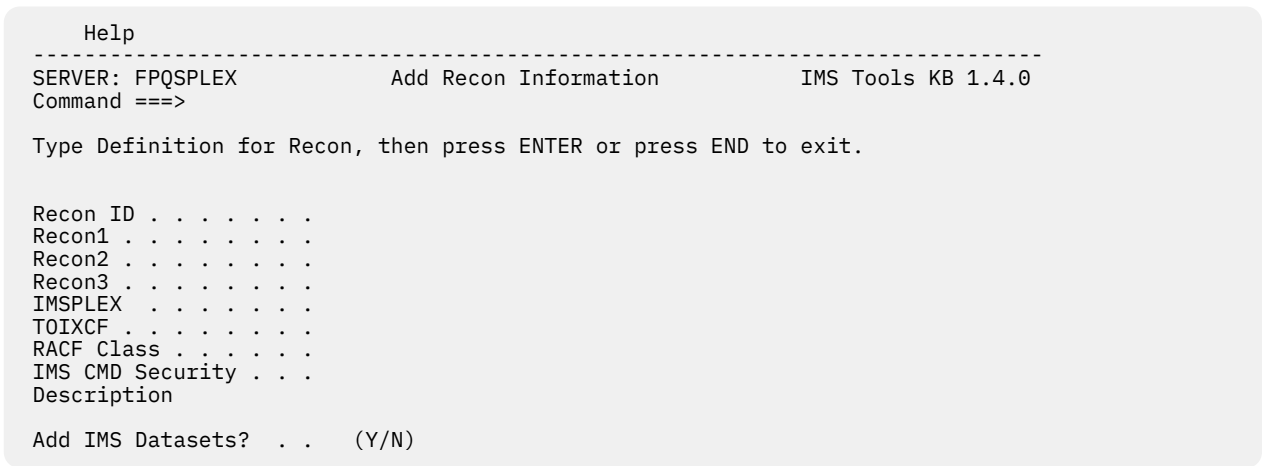 Help
-------------------------------------------------------------------------------
SERVER: FPQSPLEX            Add Recon Information           IMS Tools KB 1.4.0
Command ===>
Type Definition for Recon, then press ENTER or press END to exit.
Recon ID . . . . . . .
Recon1 . . . . . . . .
Recon2 . . . . . . . .
Recon3 . . . . . . . .
IMSPLEX  . . . . . . .
TOIXCF . . . . . . . .
RACF Class . . . . . .
IMS CMD Security . . .
Description
Add IMS Datasets?  . .   (Y/N)